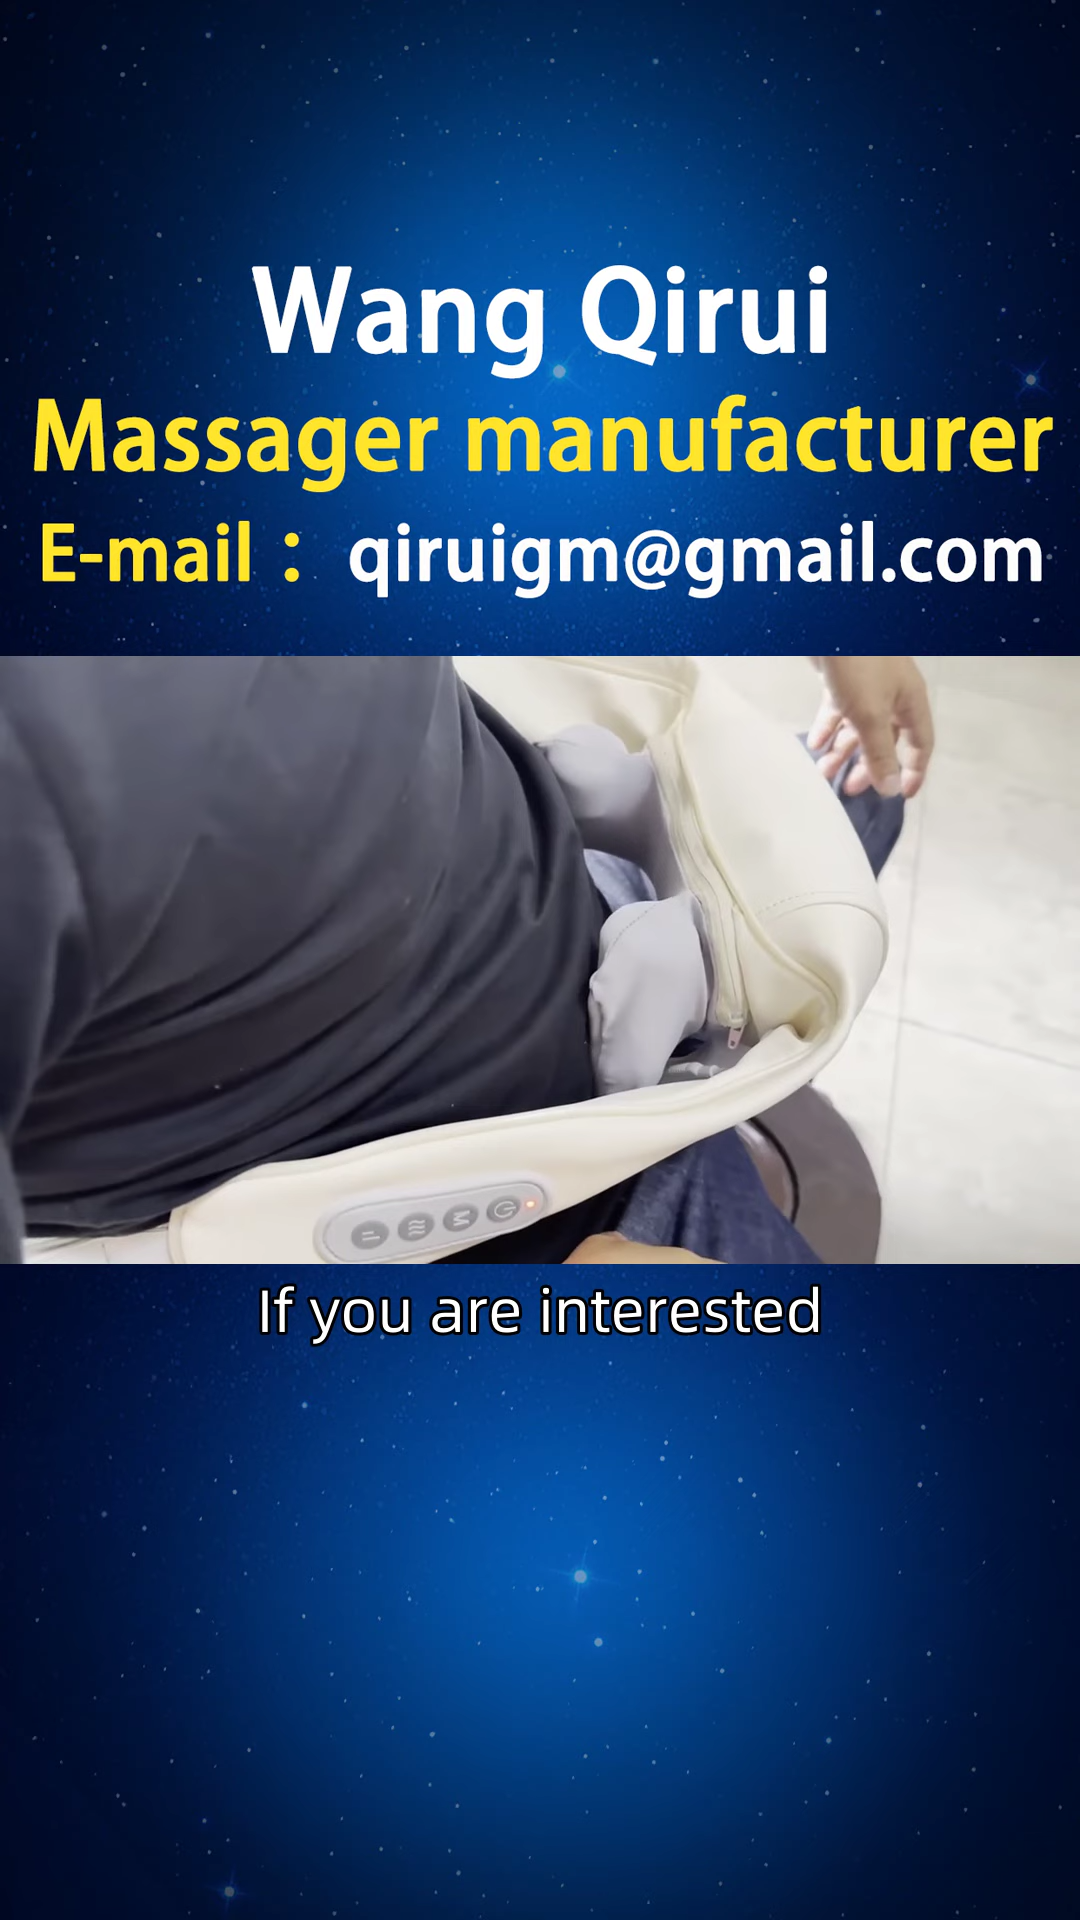 Wang Qirui
Massager manufacturer
E-mail： qiruigm@gmail.com
M
If you are interested